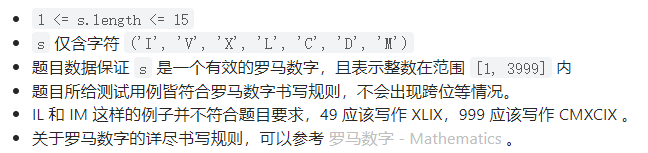 1 <= s.length <= 15
s 仅含字符 ('I', 'V', 'X', 'L', 'C', 'D', 'M')
题目数据保证 s 是一个有效的罗马数字，且表示整数在范围 [1, 3999] 内
题目所给测试用例皆符合罗马数字书写规则，不会出现跨位等情况。
IL 和 IM 这样的例子并不符合题目要求，49 应该写作 XLIX，999 应该写作 CMXCIX 。
关于罗马数字的详尽书写规则，可以参考 罗马数字 - Mathematics 。